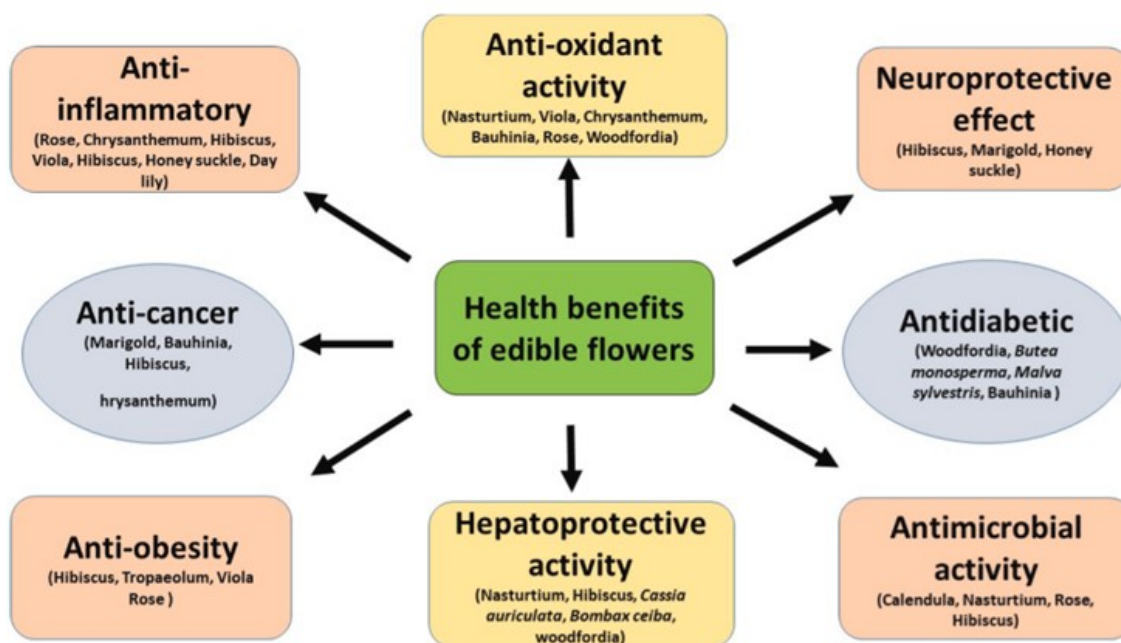 Anti-
inflammatory
(Rose, Chrysanthemum, Hibiscus,
Viola, Hibiscus, Honey suckle, Day
lily)
Anti-oxidant
activity
(Nasturtium, Viola, Chrysanthemum,
Bauhinia, Rose, Woodfordia)
Neuroprotective
effect
(Hibiscus, Marigold, Honey
suckle)
Anti-cancer
(Marigold, Bauhinia,
Hibiscus,
hrysanthemum)
Health benefits
of edible flowers
Antidiabetic
(Woodfordia, Butea
monosperma, Malva
sylvestris, Bauhinia )
Anti-obesity
(Hibiscus, Tropaeolum, Viola
Rose )
Hepatoprotective
activity
(Nasturtium, Hibiscus, Cassia
auriculata, Bombax ceiba,
woodfordia)
Antimicrobial
activity
(Calendula, Nasturtium, Rose,
Hibiscus)